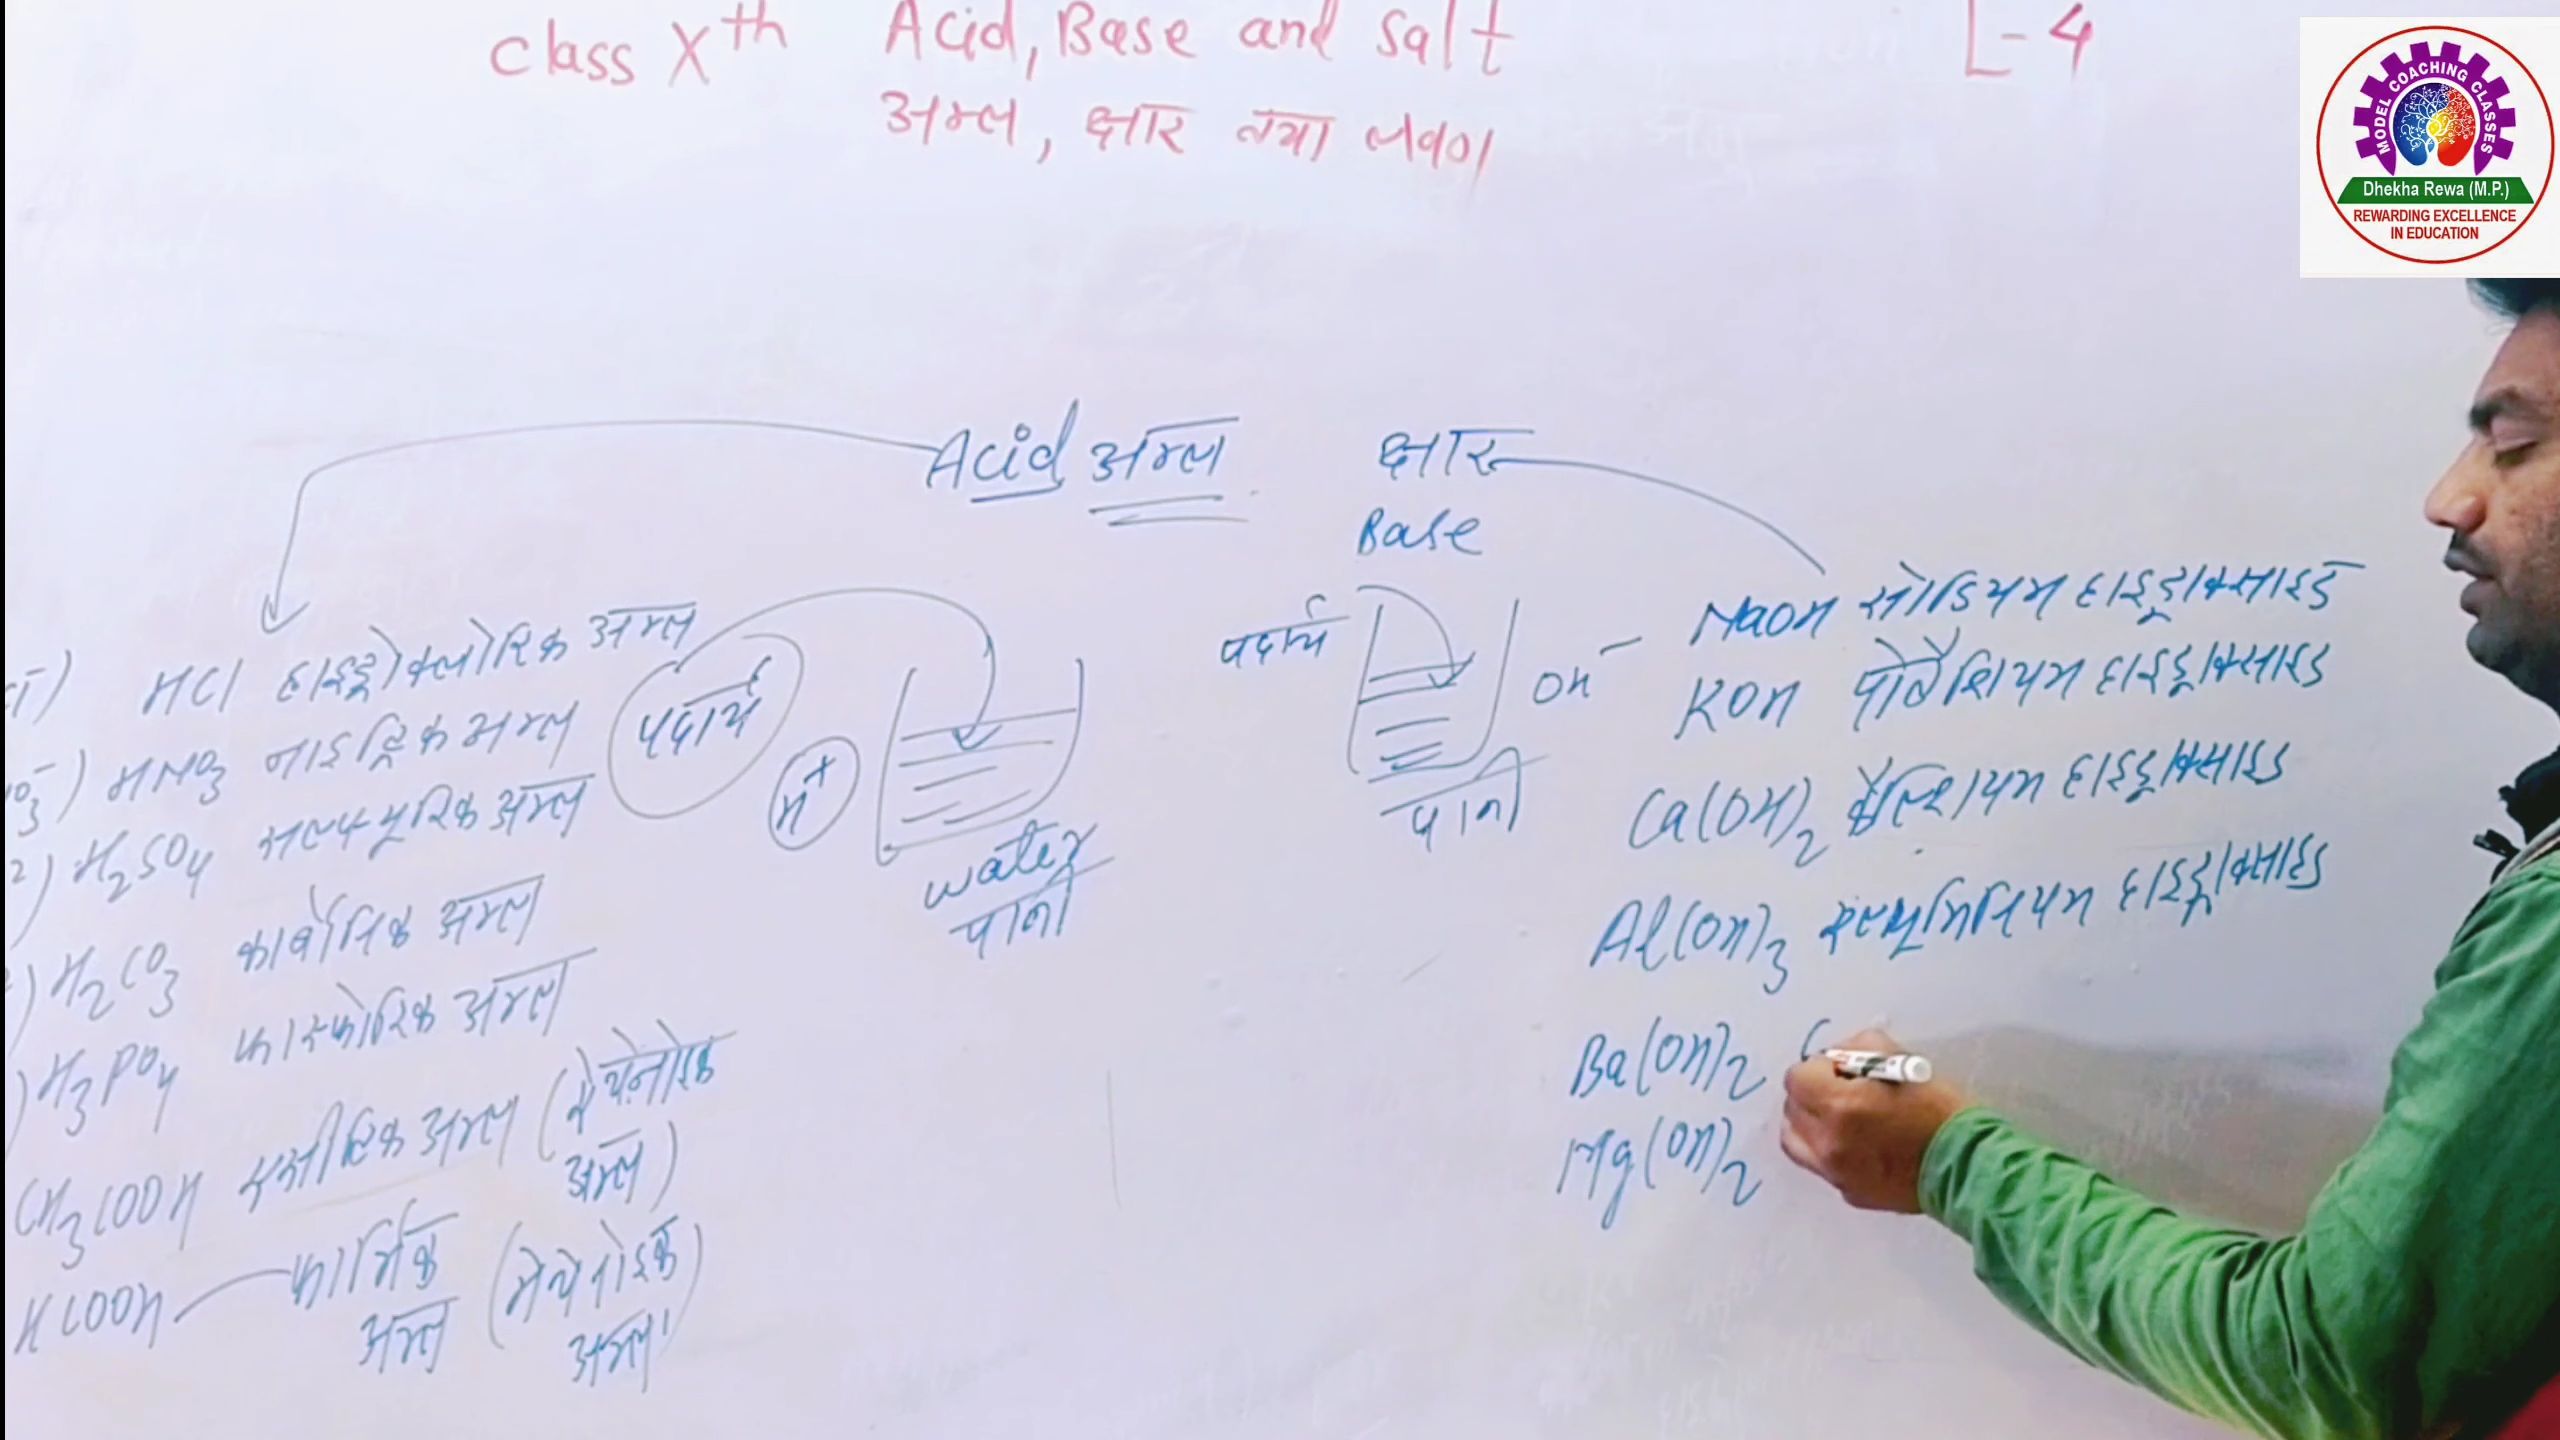 class Xth Acid, Base and Salt
L-4
अम्ल, क्षार तथा लवण
MODEL COACHING CLASSES
Dhekha Rewa (M.P.)
REWARDING EXCELLENCE
IN EDUCATION
Acid अम्ल
क्षार
Base
HCl हाइड्रोक्लोरिक अम्ल
HNO3 नाइट्रिक अम्ल
H2SO4 सल्फ्यूरिक अम्ल
H2CO3 कार्बोनिक अम्ल
H3PO4 फास्फोरिक अम्ल
CH3COOH एसीटिक अम्ल (ऐथेनोइक अम्ल)
HCOOH फार्मिक अम्ल (मेथेनोइक अम्ल)
पदार्थ
H+
water
पानी
पदार्थ
OH-
पानी
NaOH सोडियम हाइड्राक्साइड
KOH पोटैशियम हाइड्राक्साइड
Ca(OH)2 कैल्शियम हाइड्राक्साइड
Al(OH)3 एल्युमिनियम हाइड्राक्साइड
Ba(OH)2
Mg(OH)2